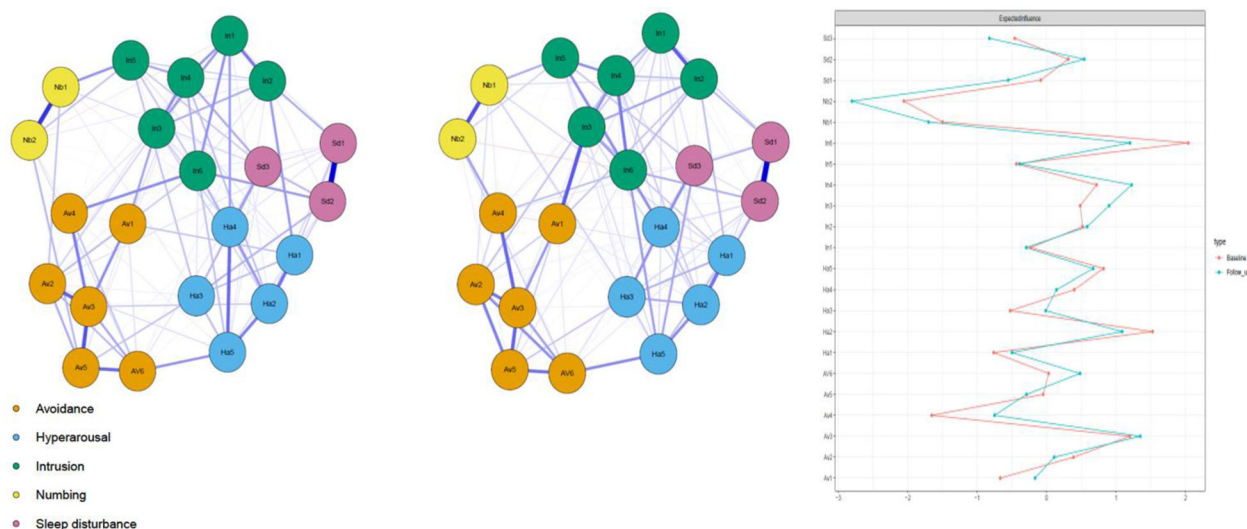 In1
In5
In4
In2
Nb1
In3
Nb2
Sd1
Sd3
In6
Sd2
Av4
Av1
Ha4
Ha1
Av2
Ha3
Ha2
Av3
Ha5
Av5
AV6
Avoidance
Hyperarousal
Intrusion
Numbing
Sleep disturbance
In1
In5
In4
In2
Nb1
In3
Nb2
Sd1
Sd3
In6
Sd2
Av4
Av1
Ha4
Ha1
Av2
Ha3
Ha2
Av3
Ha5
Av5
AV6
ExpectedInfluence
Sd3
Sd2
Sd1
Nb2
Nb1
In6
In5
In4
In3
In2
In1
Ha5
Ha4
Ha3
Ha2
Ha1
AV6
Av5
Av4
Av3
Av2
Av1
-3 -2 -1 0 1 2
type
Baseline
Follow_u